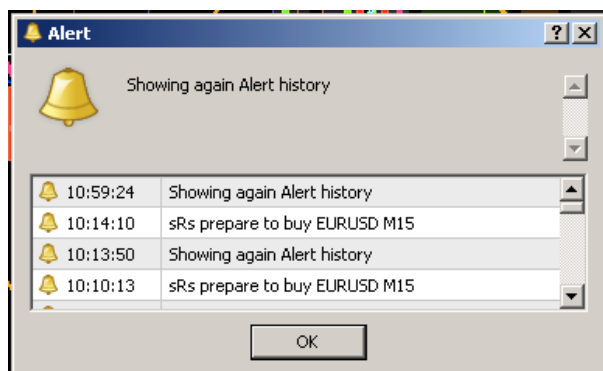 Alert
Showing again Alert history
10:59:24 Showing again Alert history
10:14:10 sRs prepare to buy EURUSD M15
10:13:50 Showing again Alert history
10:10:13 sRs prepare to buy EURUSD M15
OK